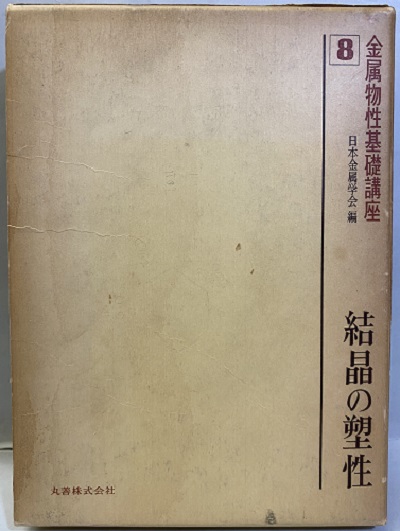 金属物性基礎講座
8
日本金属学会 編
結晶の塑性
丸善株式会社